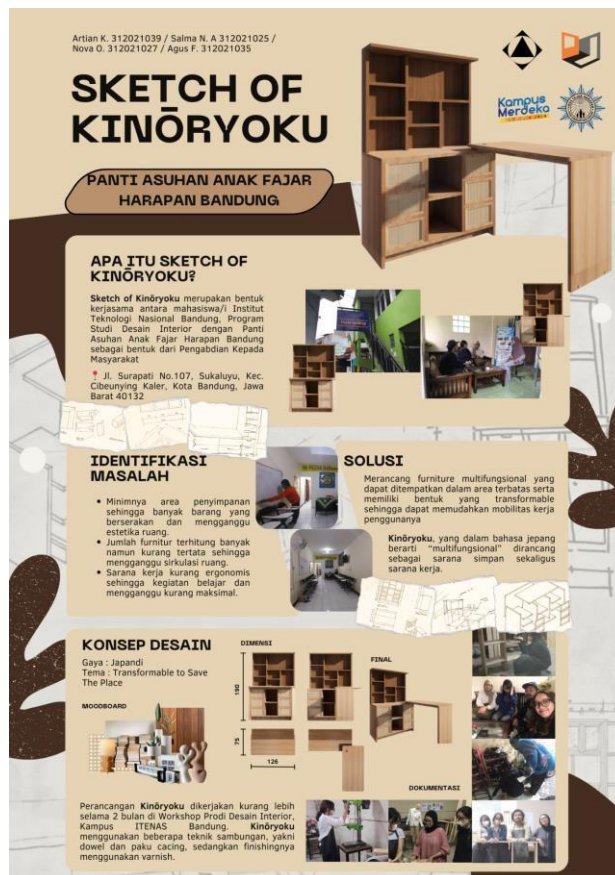 Artian K. 312021039 / Salma N. A 312021025 /
Nova O. 312021027 / Agus F. 312021035
SKETCH OF
KINŌRYOKU
Kampus
Merdeka
PANTI ASUHAN ANAK FAJAR
HARAPAN BANDUNG
APA ITU SKETCH OF
KINŌRYOKU?
Sketch of Kinōryoku merupakan bentuk
kerjasama antara mahasiswa/i Institut
Teknologi Nasional Bandung, Program
Studi Desain Interior dengan Panti
Asuhan Anak Fajar Harapan Bandung
sebagai bentuk dari Pengabdian Kepada
Masyarakat
Jl. Surapati No.107, Sukaluyu, Kec.
Cibeunying Kaler, Kota Bandung, Jawa
Barat 40132
IDENTIFIKASI
MASALAH
• Minimnya area penyimpanan
sehingga banyak barang yang
berserakan dan mengganggu
estetika ruang.
• Jumlah furnitur terhitung banyak
namun kurang tertata sehingga
mengganggu sirkulasi ruang.
• Sarana kerja kurang ergonomis
sehingga kegiatan belajar dan
mengganggu kurang maksimal.
SOLUSI
Merancang furniture multifungsional yang
dapat ditempatkan dalam area terbatas serta
memiliki bentuk yang transformable
sehingga dapat memudahkan mobilitas kerja
penggunanya
Kinōryoku, yang dalam bahasa jepang
berarti “multifungsional” dirancang
sebagai sarana simpan sekaligus
sarana kerja.
KONSEP DESAIN
Gaya : Japandi
Tema : Transformable to Save
The Place
MOODBOARD
DIMENSI
190
75
126
FINAL
DOKUMENTASI
Perancangan Kinōryoku dikerjakan kurang lebih
selama 2 bulan di Workshop Prodi Desain Interior,
Kampus ITENAS Bandung. Kinōryoku
menggunakan beberapa teknik sambungan, yakni
dowel dan paku cacing, sedangkan finishingnya
menggunakan varnish.